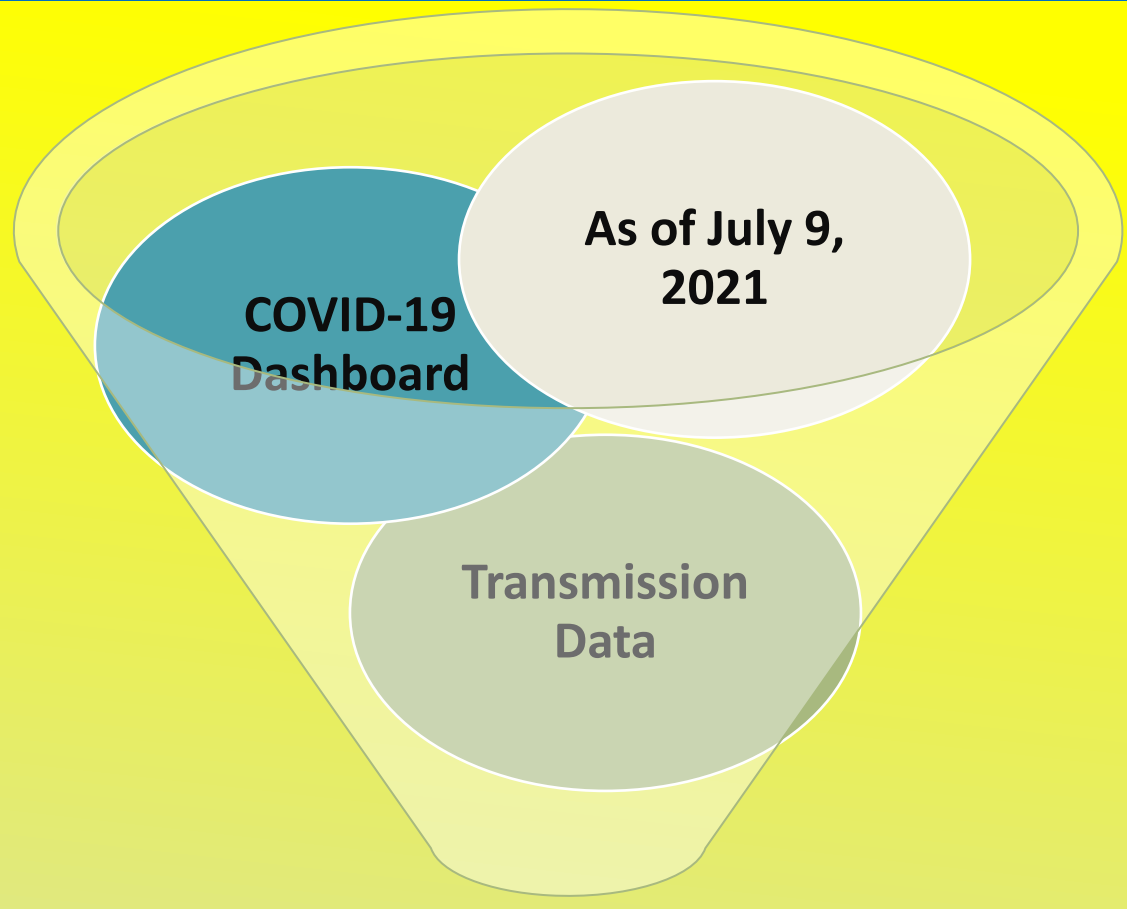 COVID-19
Dashboard
As of July 9,
2021
Transmission
Data